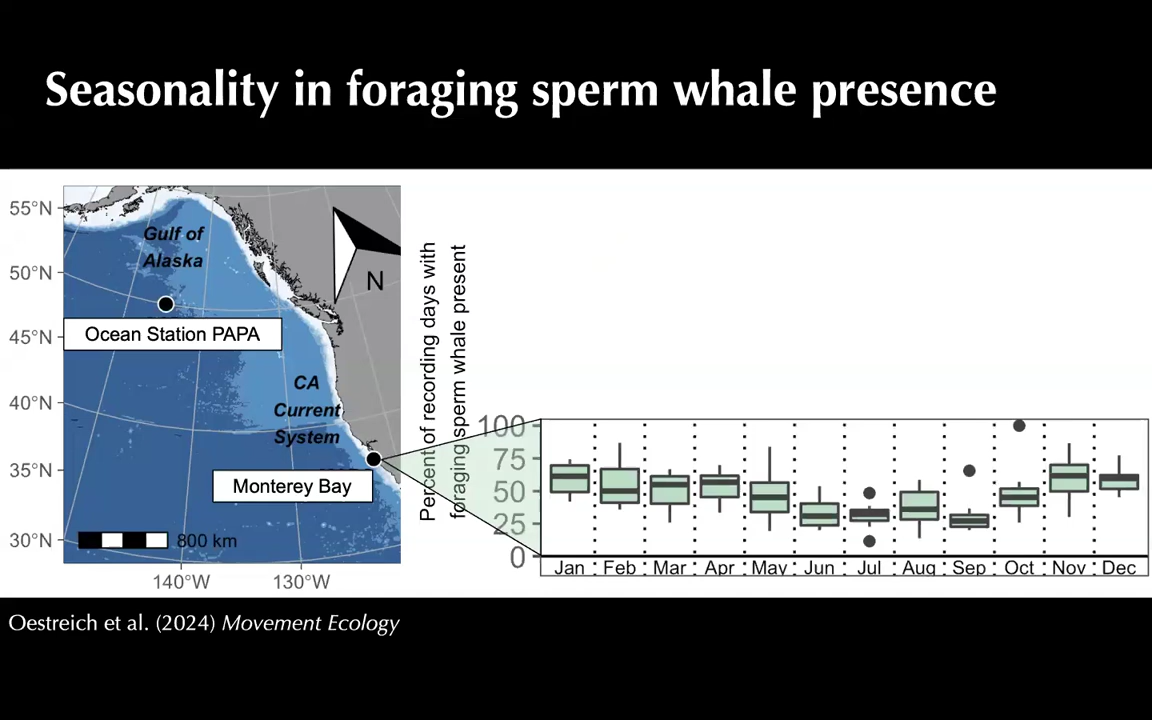 Seasonality in foraging sperm whale presence
55°N
50°N
45°N
40°N
35°N
30°N
140°W
130°W
Gulf of
Alaska
N
Ocean Station PAPA
CA
Current
System
Monterey Bay
800 km
Percent of recording days with
foraging sperm whale present
100
75
50
25
0
Jan Feb Mar Apr May Jun Jul Aug Sep Oct Nov Dec
Oestreich et al. (2024) Movement Ecology